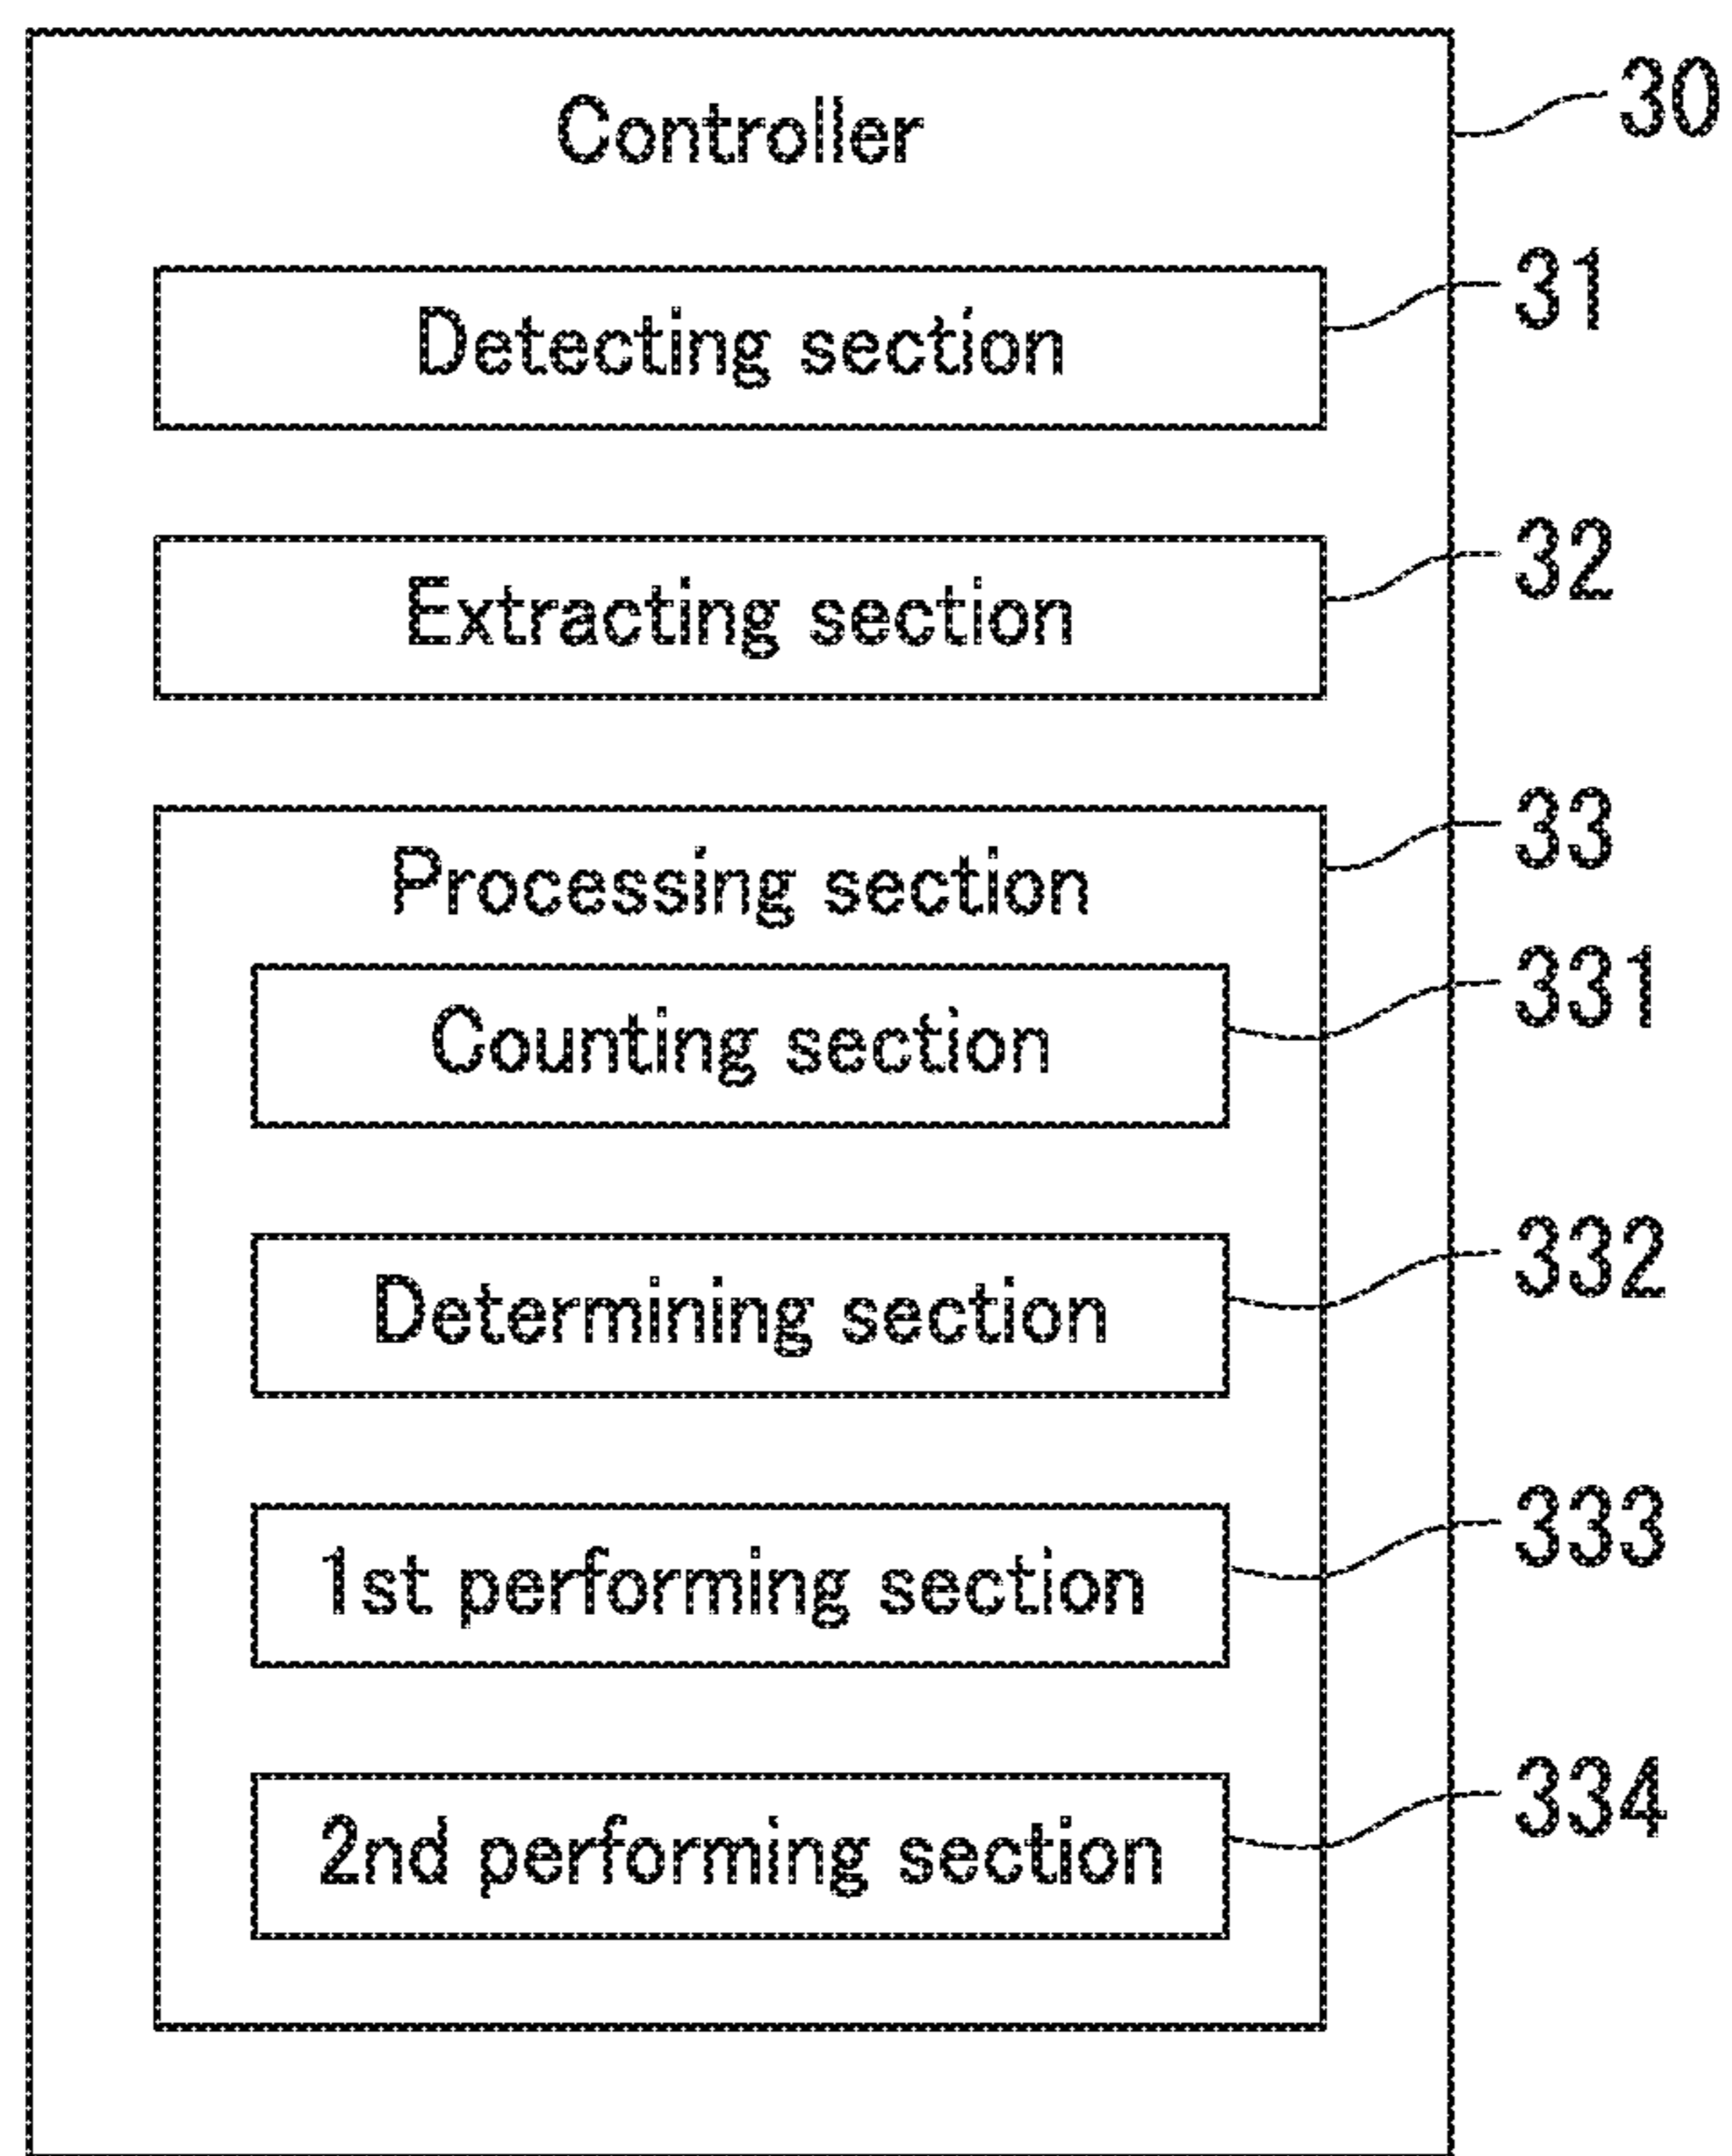 Controller
30
Detecting section
31
Extracting section
32
Processing section
33
Counting section
331
Determining section
332
1st performing section
333
2nd performing section
334